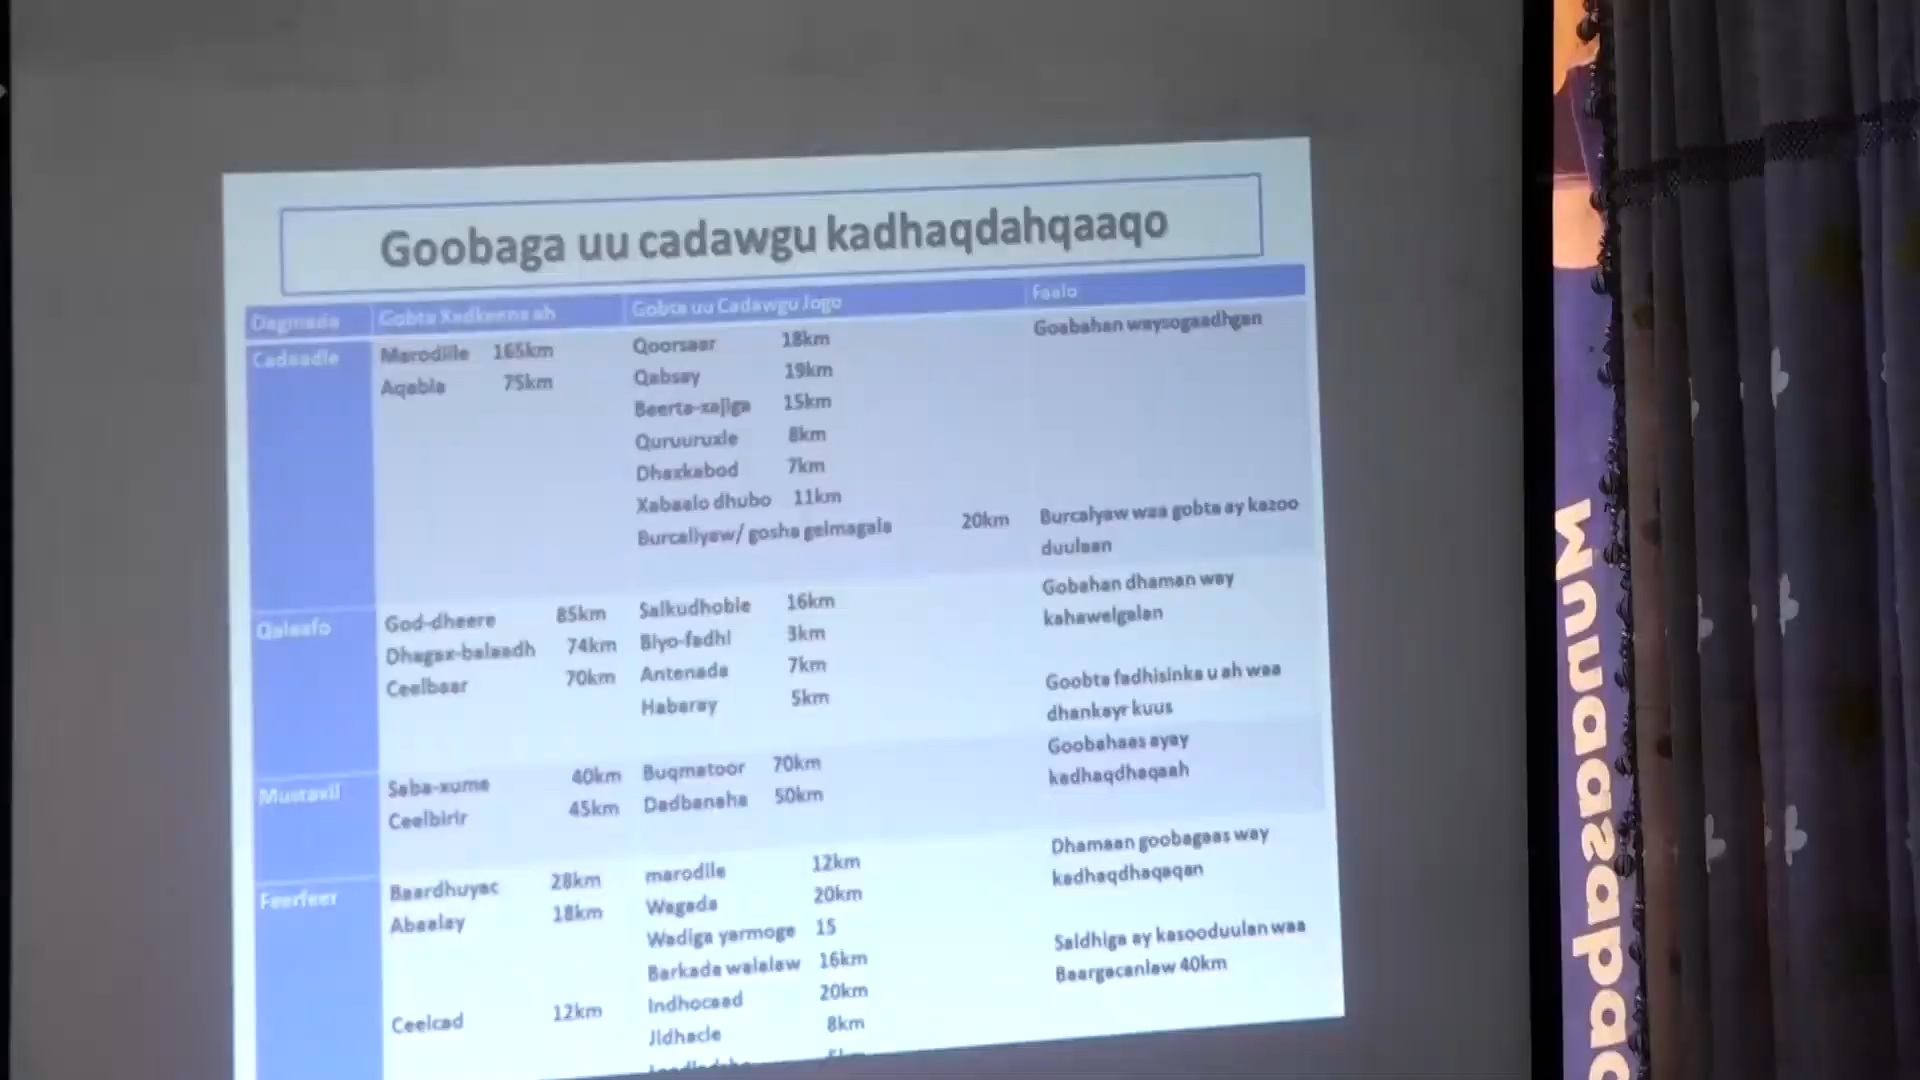 Goobaga uu cadawgu kadhaqdahqaaqo
Dagmada Gobta Xadkeena ah Gobta uu Cadawgu Jogo Faalo
Cadaadle Marodille 165km Qoorsaar 18km Goabahan waysogaadhgan
Aqabla 75km Qabsay 19km
Beerta-xajiga 15km
Quruuruxle 8km
Dhaxkabod 7km
Xabaalo dhubo 11km
Burcaliyaw/ gosha gelmagala 20km Burcalyaw waa gobta ay kazoo
duulaan
Qalaafo God-dheere 85km Salkudhoble 16km Gobahan dhaman way
Dhagax-balaadh 74km Biyo-fadhi 3km kahawelgalan
Ceelbaar 70km Antenada 7km
Habaray 5km Goobta fadhisinka u ah waa
dhankayr kuus
Mustaxil Saba-xume 40km Buqmatoor 70km Goobahaas ayay
Ceelbirir 45km Dadbanaha 50km kadhaqdhaqaah
Feerfeer Baardhuyac 28km marodile 12km Dhamaan goobagaas way
Abaalay 18km Wagada 20km kadhaqdhaqaqan
Wadiga yarmoge 15
Barkada walalaw 16km Saldhiga ay kasooduulan waa
Indhocaad 20km Baargacanlaw 40km
Ceelcad 12km Jidhacle 8km
Wuuaasapad